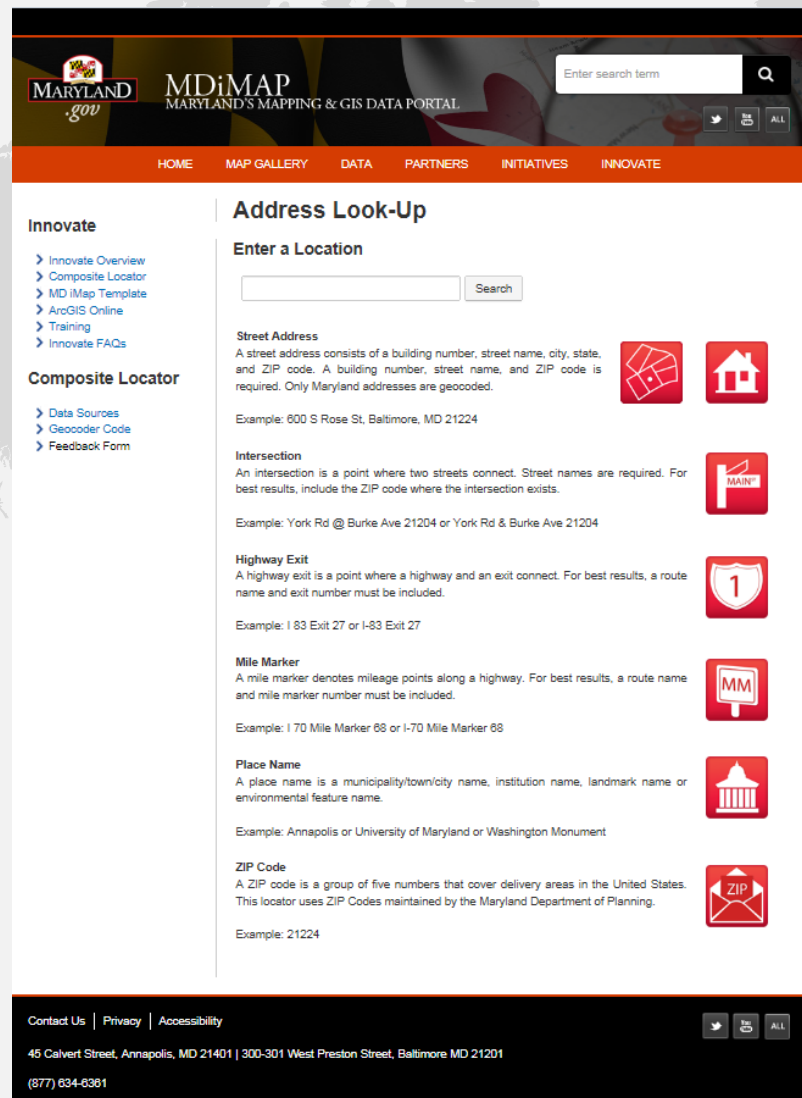 MARYLAND
.gov
MDiMAP
MARYLAND'S MAPPING & GIS DATA PORTAL
Enter search term
You Tube
ALL
HOME MAP GALLERY DATA PARTNERS INITIATIVES INNOVATE
Innovate
Innovate Overview
Composite Locator
MD iMap Template
ArcGIS Online
Training
Innovate FAQs
Composite Locator
Data Sources
Geocoder Code
Feedback Form
Address Look-Up
Enter a Location
Search
Street Address
A street address consists of a building number, street name, city, state,
and ZIP code. A building number, street name, and ZIP code is
required. Only Maryland addresses are geocoded.
Example: 600 S Rose St, Baltimore, MD 21224
Intersection
An intersection is a point where two streets connect. Street names are required. For
best results, include the ZIP code where the intersection exists.
MAIN ST
Example: York Rd @ Burke Ave 21204 or York Rd & Burke Ave 21204
Highway Exit
A highway exit is a point where a highway and an exit connect. For best results, a route
name and exit number must be included.
1
Example: I 83 Exit 27 or I-83 Exit 27
Mile Marker
A mile marker denotes mileage points along a highway. For best results, a route name
and mile marker number must be included.
MM
Example: I 70 Mile Marker 68 or I-70 Mile Marker 68
Place Name
A place name is a municipality/town/city name, institution name, landmark name or
environmental feature name.
Example: Annapolis or University of Maryland or Washington Monument
ZIP Code
A ZIP code is a group of five numbers that cover delivery areas in the United States.
This locator uses ZIP Codes maintained by the Maryland Department of Planning.
ZIP
Example: 21224
Contact Us | Privacy | Accessibility
You Tube
ALL
45 Calvert Street, Annapolis, MD 21401 | 300-301 West Preston Street, Baltimore MD 21201
(877) 634-6361